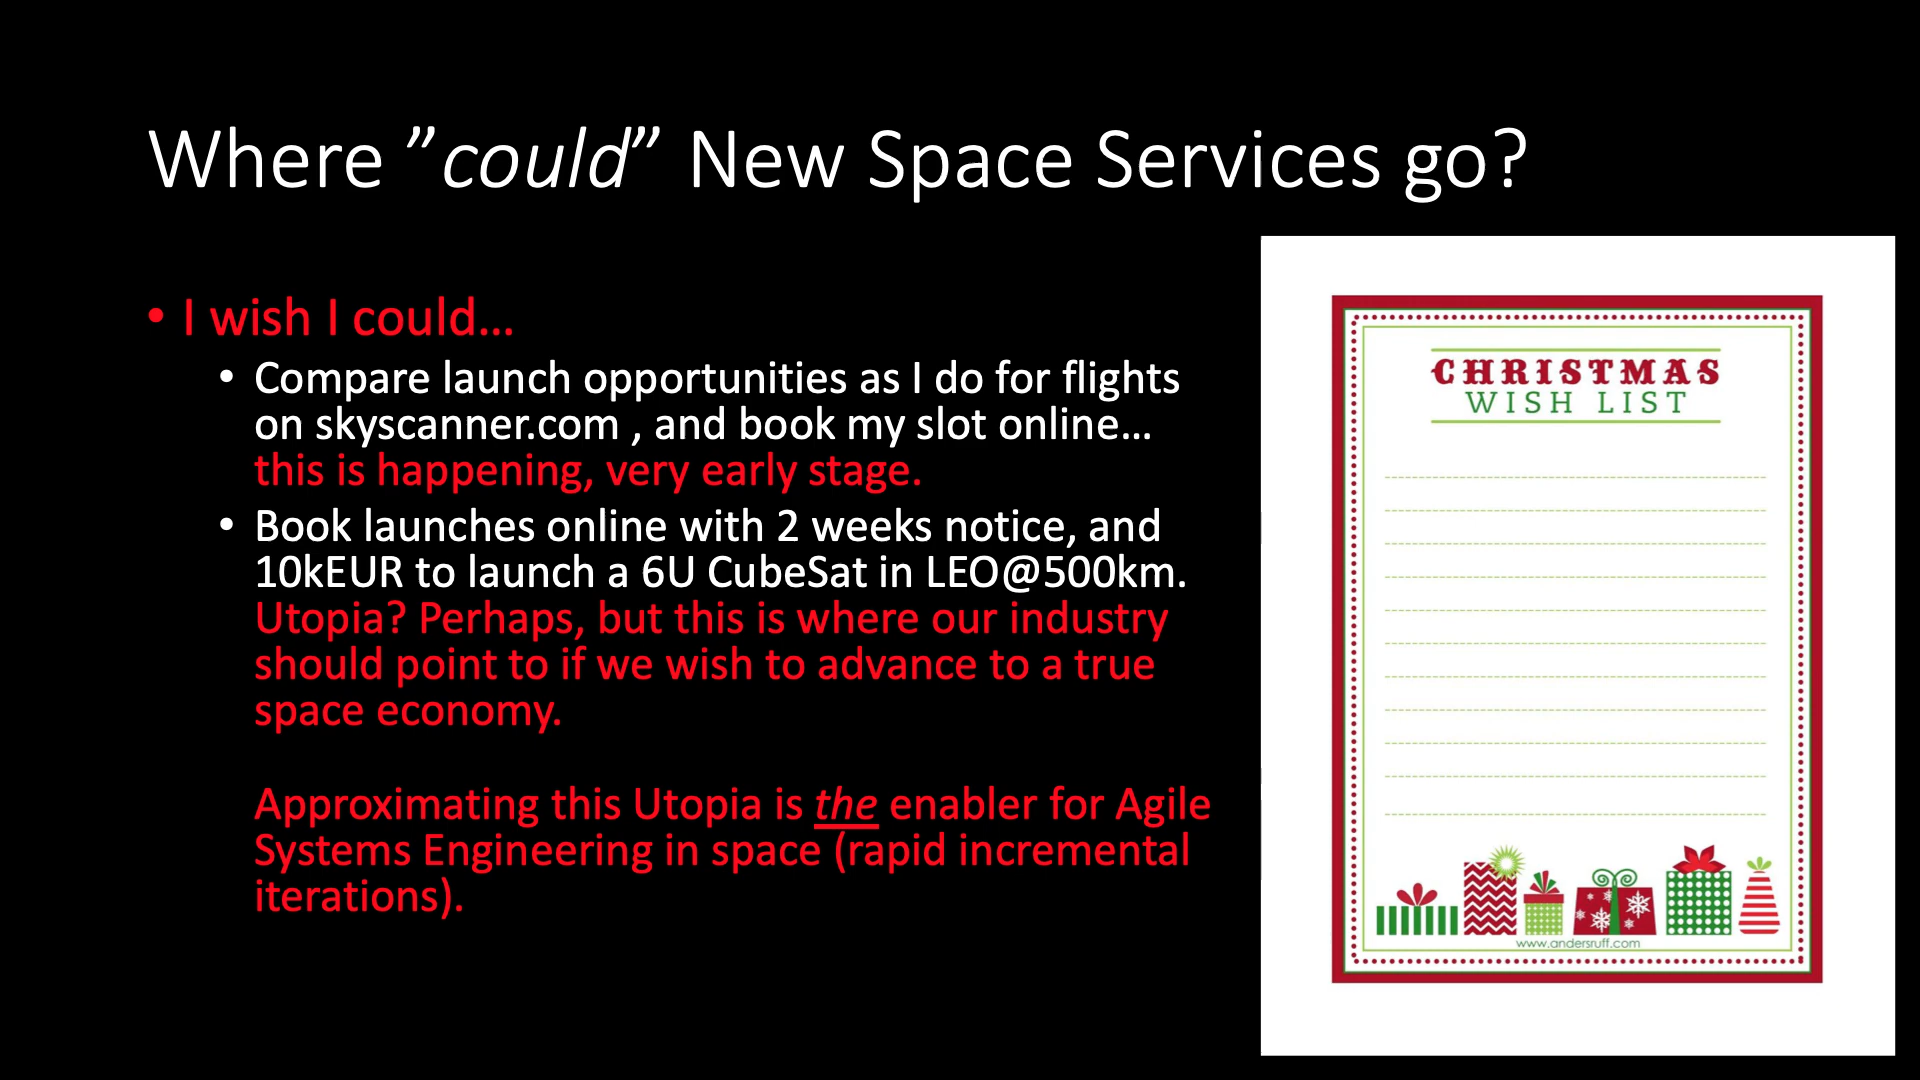 Where ”could” New Space Services go?
• I wish I could…
• Compare launch opportunities as I do for flights
on skyscanner.com , and book my slot online…
this is happening, very early stage.
• Book launches online with 2 weeks notice, and
10kEUR to launch a 6U CubeSat in LEO@500km.
Utopia? Perhaps, but this is where our industry
should point to if we wish to advance to a true
space economy.
Approximating this Utopia is the enabler for Agile
Systems Engineering in space (rapid incremental
iterations).
CHRISTMAS
WISH LIST
www.andersruff.com